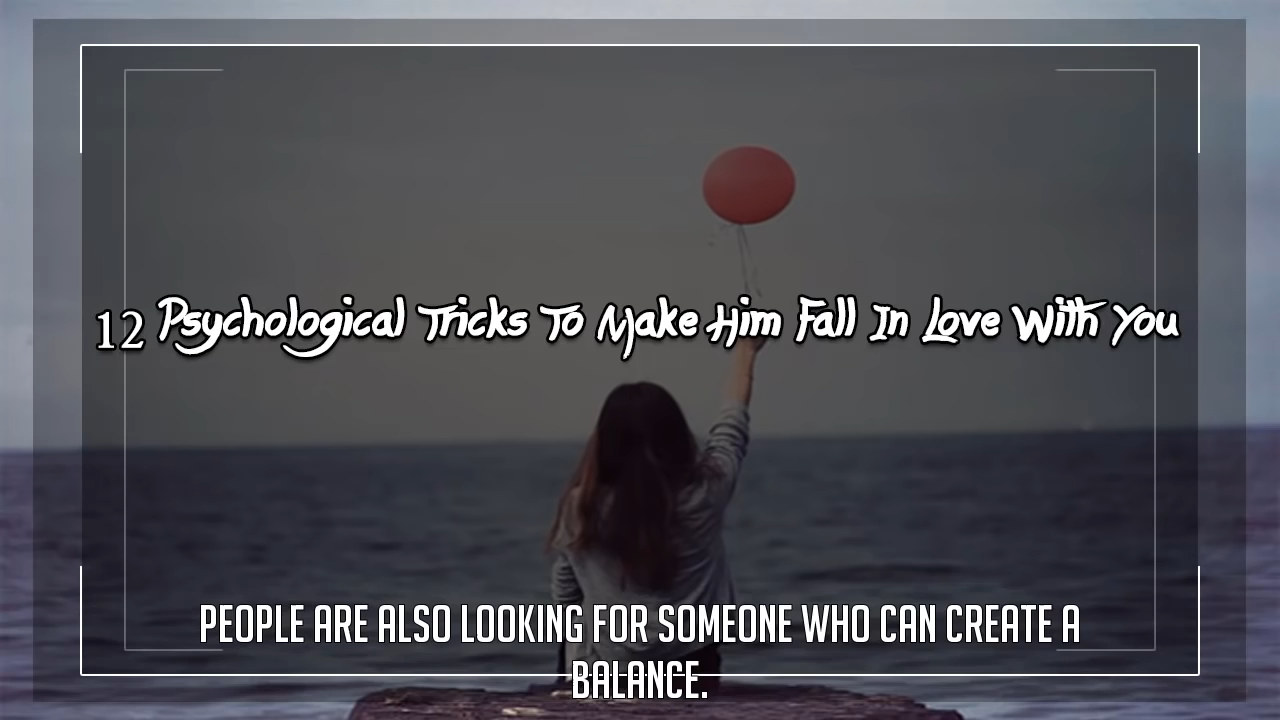 12 Psychological Tricks To Make Him Fall In Love With You
PEOPLE ARE ALSO LOOKING FOR SOMEONE WHO CAN CREATE A
BALANCE.